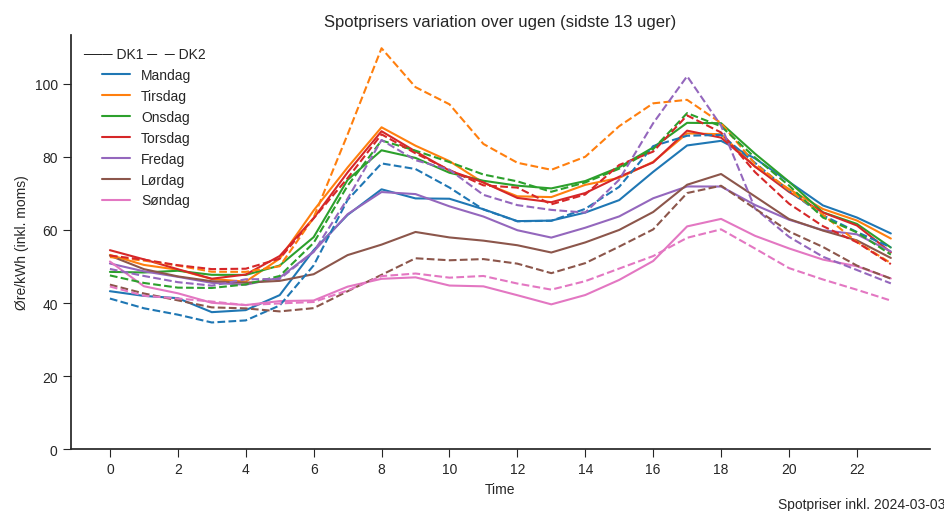 Spotprisers variation over ugen (sidste 13 uger)
DK1 DK2
Mandag
Tirsdag
Onsdag
Torsdag
Fredag
Lørdag
Søndag
Øre/kWh (inkl. moms)
100
80
60
40
20
0
0 2 4 6 8 10 12 14 16 18 20 22
Time
Spotpriser inkl. 2024-03-03